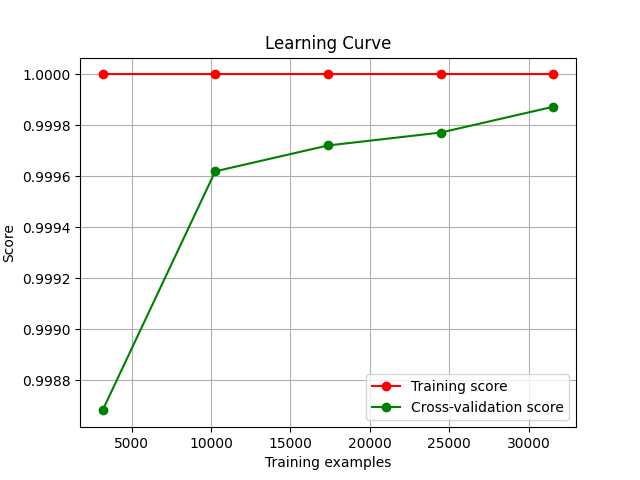 Learning Curve
1.0000
0.9998
0.9996
0.9994
0.9992
0.9990
0.9988
Score
Training score
Cross-validation score
5000 10000 15000 20000 25000 30000
Training examples